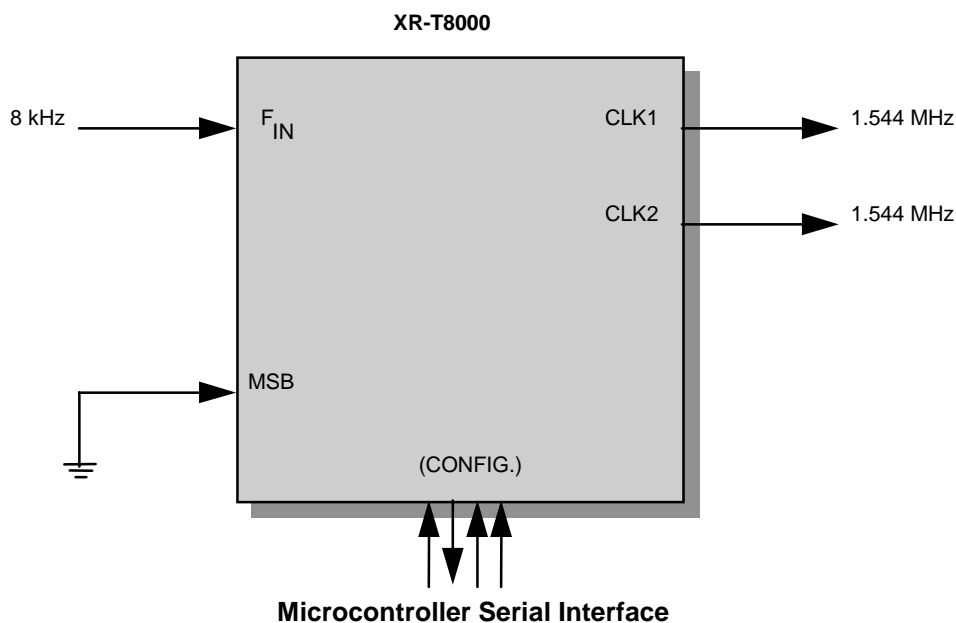 XR-T8000
8 kHz
FIN
CLK1
1.544 MHz
CLK2
1.544 MHz
MSB
(CONFIG.)
Microcontroller Serial Interface